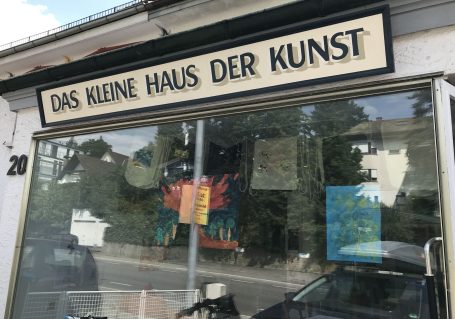 DAS KLEINE HAUS DER KUNST
20